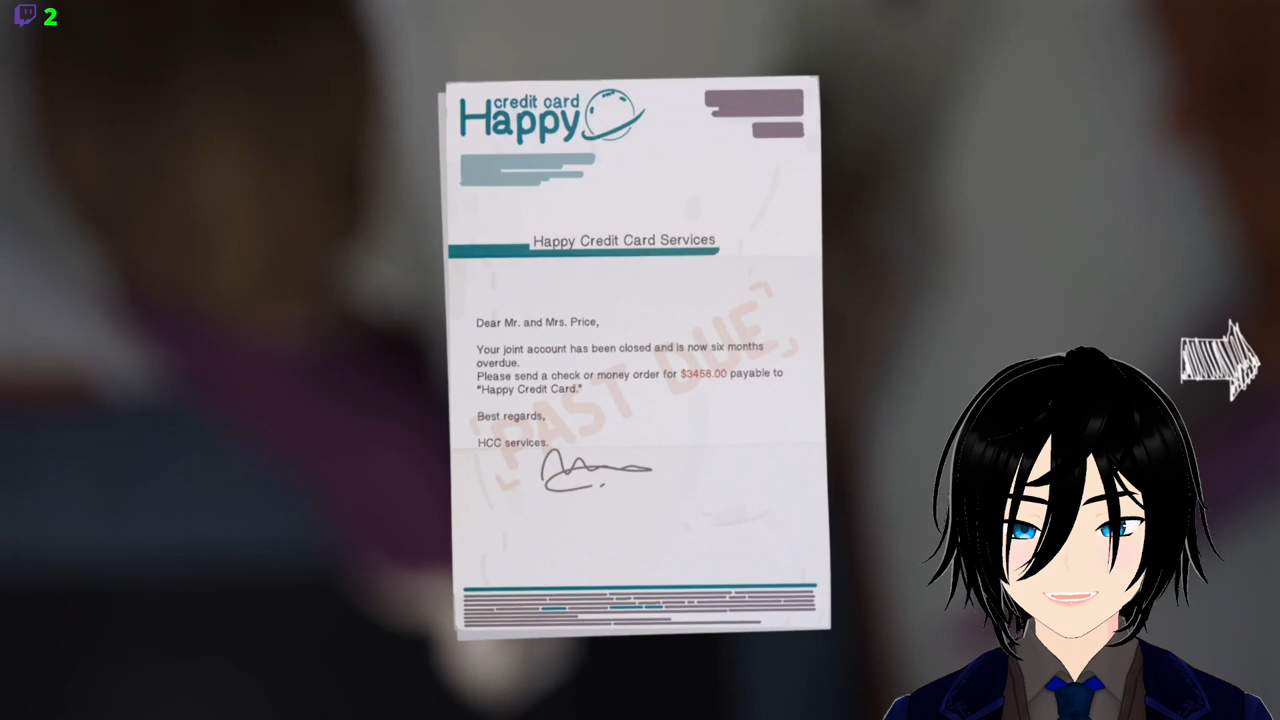 2
credit card
Happy
Happy Credit Card Services
Dear Mr. and Mrs. Price,
Your joint account has been closed and is now six months
overdue.
Please send a check or money order for $3458.00 payable to
"Happy Credit Card."
Best regards,
HCC services.
PAST DUE